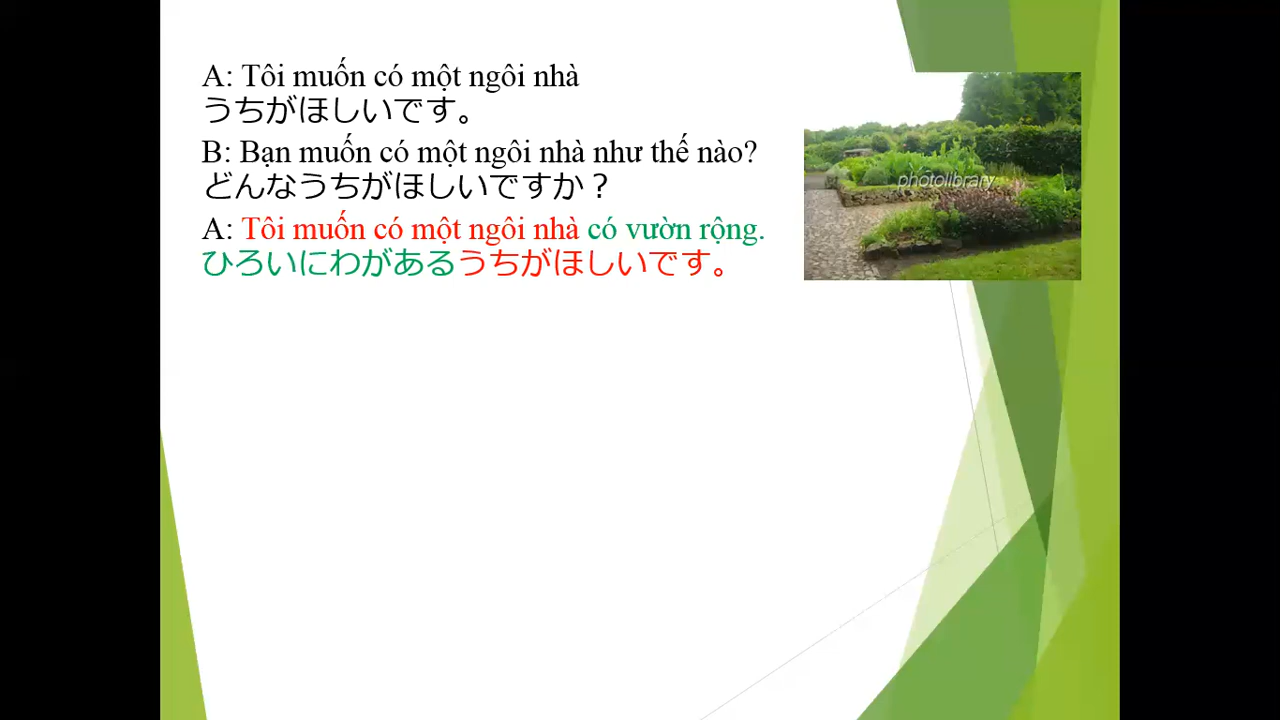 A: Tôi muốn có một ngôi nhà
うちがほしいです。
B: Bạn muốn có một ngôi nhà như thế nào?
どんなうちがほしいですか？
A: Tôi muốn có một ngôi nhà có vườn rộng.
ひろいにわがあるうちがほしいです。
photolibrary